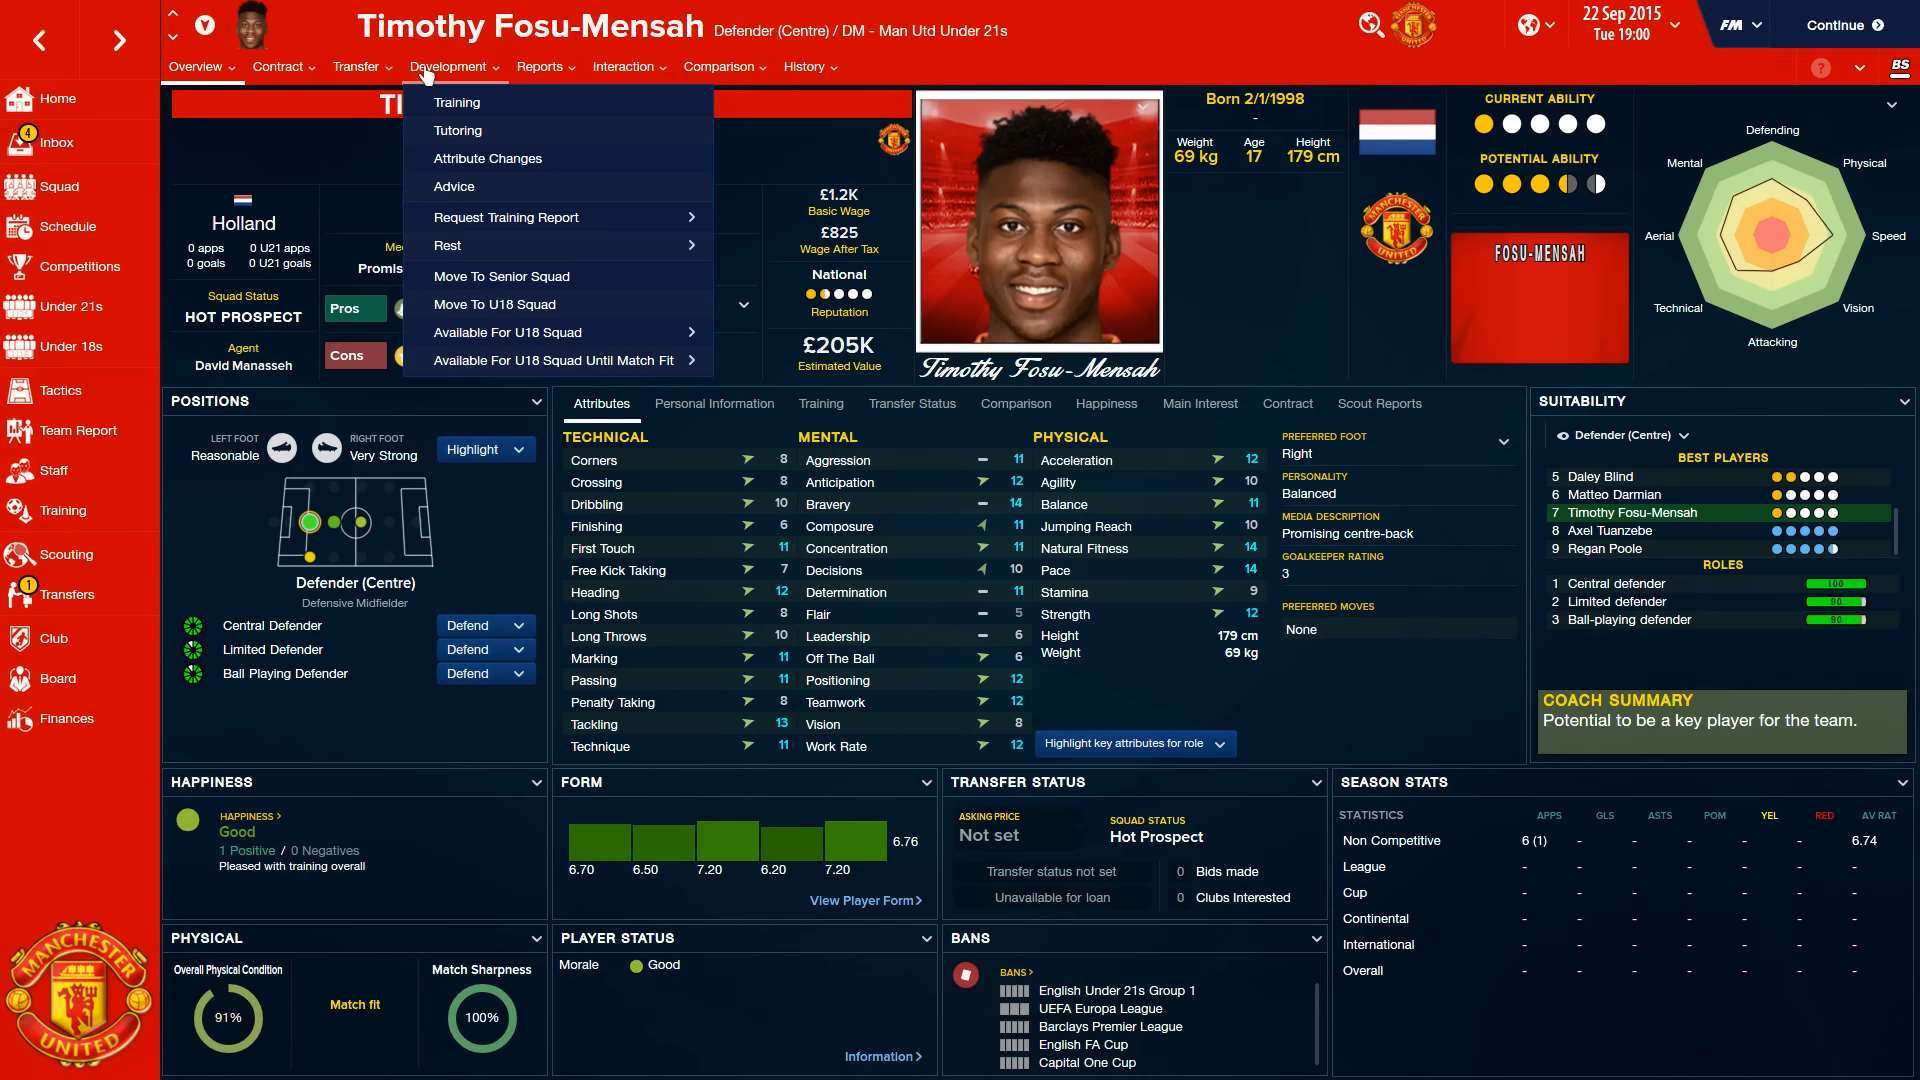 Timothy Fosu-Mensah Defender (Centre) / DM - Man Utd Under 21s
22 Sep 2015
Tue 19:00
FM
Continue
Overview Contract Transfer Development Reports Interaction Comparison History
? BS
Home
4
Inbox
Squad
Schedule
Competitions
Under 21s
Under 18s
Tactics
Team Report
Staff
Training
Scouting
1
Transfers
Club
Board
Finances
MANCHESTER
UNITED
Training
Tutoring
Attribute Changes
Advice
Request Training Report
Rest
Move To Senior Squad
Move To U18 Squad
Available For U18 Squad
Available For U18 Squad Until Match Fit
Holland
0 apps 0 U21 apps
0 goals 0 U21 goals
Squad Status
HOT PROSPECT
Agent
David Manasseh
Pros
Cons
£1.2K
Basic Wage
£825
Wage After Tax
National
Reputation
£205K
Estimated Value
Timothy Fosu-Mensah
Born 2/1/1998
-
Weight Age Height
69 kg 17 179 cm
MANCHESTER
UNITED
CURRENT ABILITY
POTENTIAL ABILITY
FOSU-MENSAH
Defending
Mental Physical
Aerial Speed
Technical Vision
Attacking
POSITIONS
LEFT FOOT
Reasonable
RIGHT FOOT
Very Strong
Highlight
Defender (Centre)
Defensive Midfielder
Central Defender Defend
Limited Defender Defend
Ball Playing Defender Defend
Attributes Personal Information Training Transfer Status Comparison Happiness Main Interest Contract Scout Reports
TECHNICAL
Corners 8
Crossing 8
Dribbling 10
Finishing 6
First Touch 11
Free Kick Taking 7
Heading 12
Long Shots 8
Long Throws 10
Marking 11
Passing 11
Penalty Taking 8
Tackling 13
Technique 11
MENTAL
Aggression 11
Anticipation 12
Bravery 14
Composure 11
Concentration 11
Decisions 10
Determination 11
Flair 5
Leadership 6
Off The Ball 6
Positioning 12
Teamwork 12
Vision 8
Work Rate 12
PHYSICAL
Acceleration 12
Agility 10
Balance 11
Jumping Reach 10
Natural Fitness 14
Pace 14
Stamina 9
Strength 12
Height 179 cm
Weight 69 kg
Highlight key attributes for role
PREFERRED FOOT
Right
PERSONALITY
Balanced
MEDIA DESCRIPTION
Promising centre-back
GOALKEEPER RATING
3
PREFERRED MOVES
None
SUITABILITY
Defender (Centre)
BEST PLAYERS
5 Daley Blind
6 Matteo Darmian
7 Timothy Fosu-Mensah
8 Axel Tuanzebe
9 Regan Poole
ROLES
1 Central defender 100
2 Limited defender 90
3 Ball-playing defender 90
COACH SUMMARY
Potential to be a key player for the team.
HAPPINESS
HAPPINESS >
Good
1 Positive / 0 Negatives
Pleased with training overall
FORM
6.76
6.70 6.50 7.20 6.20 7.20
View Player Form >
TRANSFER STATUS
ASKING PRICE
Not set
SQUAD STATUS
Hot Prospect
Transfer status not set
Unavailable for loan
0 Bids made
0 Clubs Interested
SEASON STATS
STATISTICS APPS GLS ASTS POM YEL RED AV RAT
Non Competitive 6 (1) - - - - - 6.74
League - - - - - - -
Cup - - - - - - -
Continental - - - - - - -
International - - - - - - -
Overall - - - - - - -
PHYSICAL
Overall Physical Condition
91%
Match fit
Match Sharpness
100%
PLAYER STATUS
Morale Good
Information >
BANS
BANS >
English Under 21s Group 1
UEFA Europa League
Barclays Premier League
English FA Cup
Capital One Cup